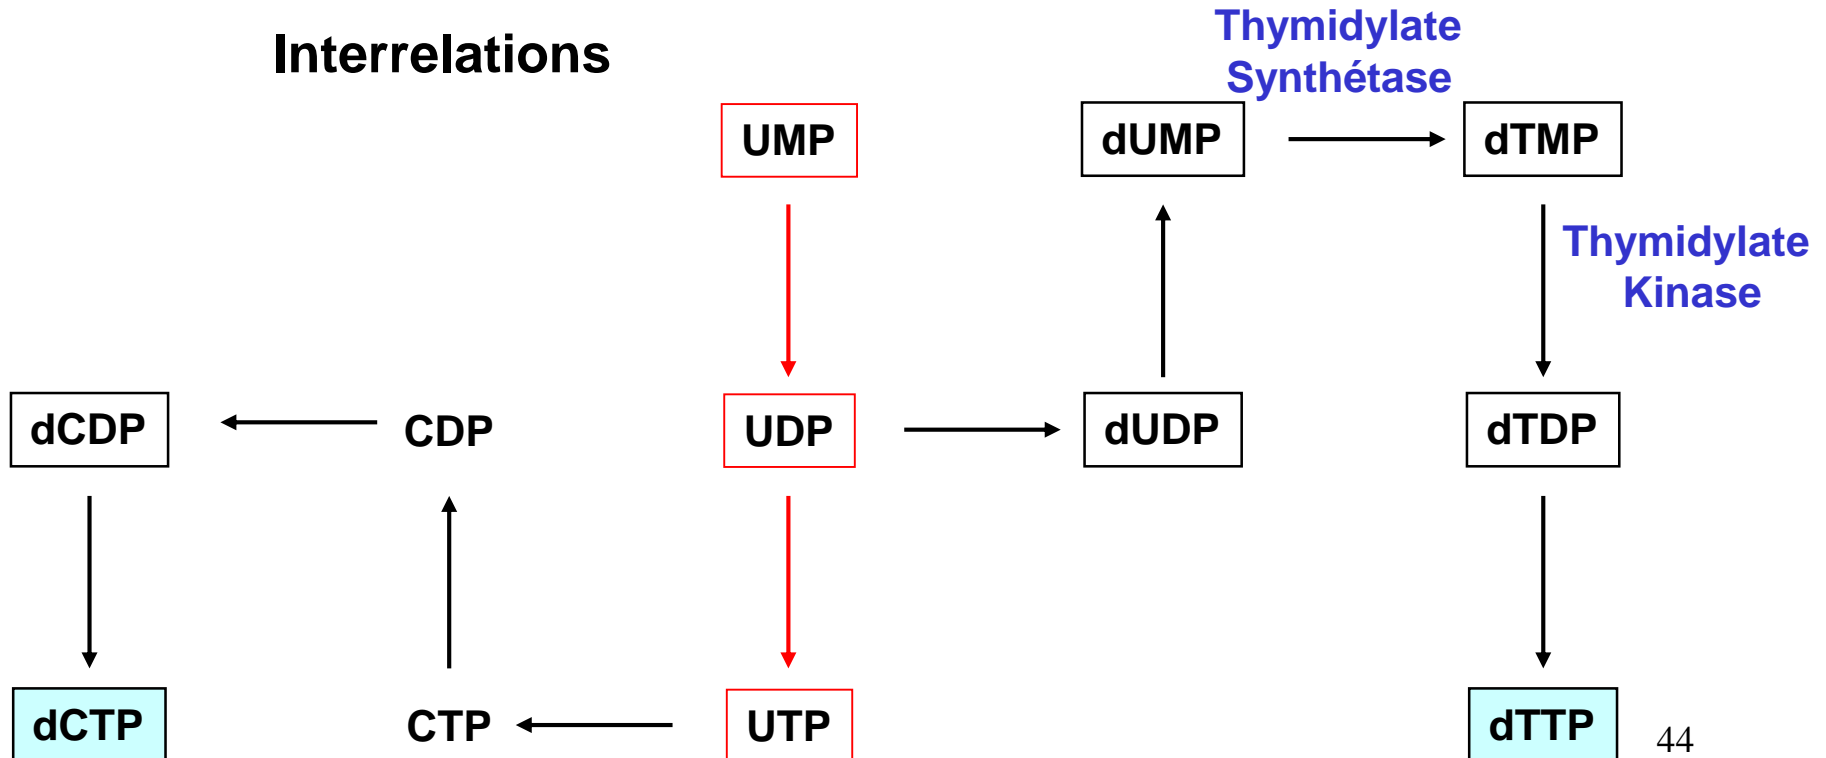 Interrelations
Thymidylate
Synthétase
UMP
dUMP
dTMP
Thymidylate
Kinase
dCDP
CDP
UDP
dUDP
dTDP
dCTP
CTP
UTP
dTTP
44